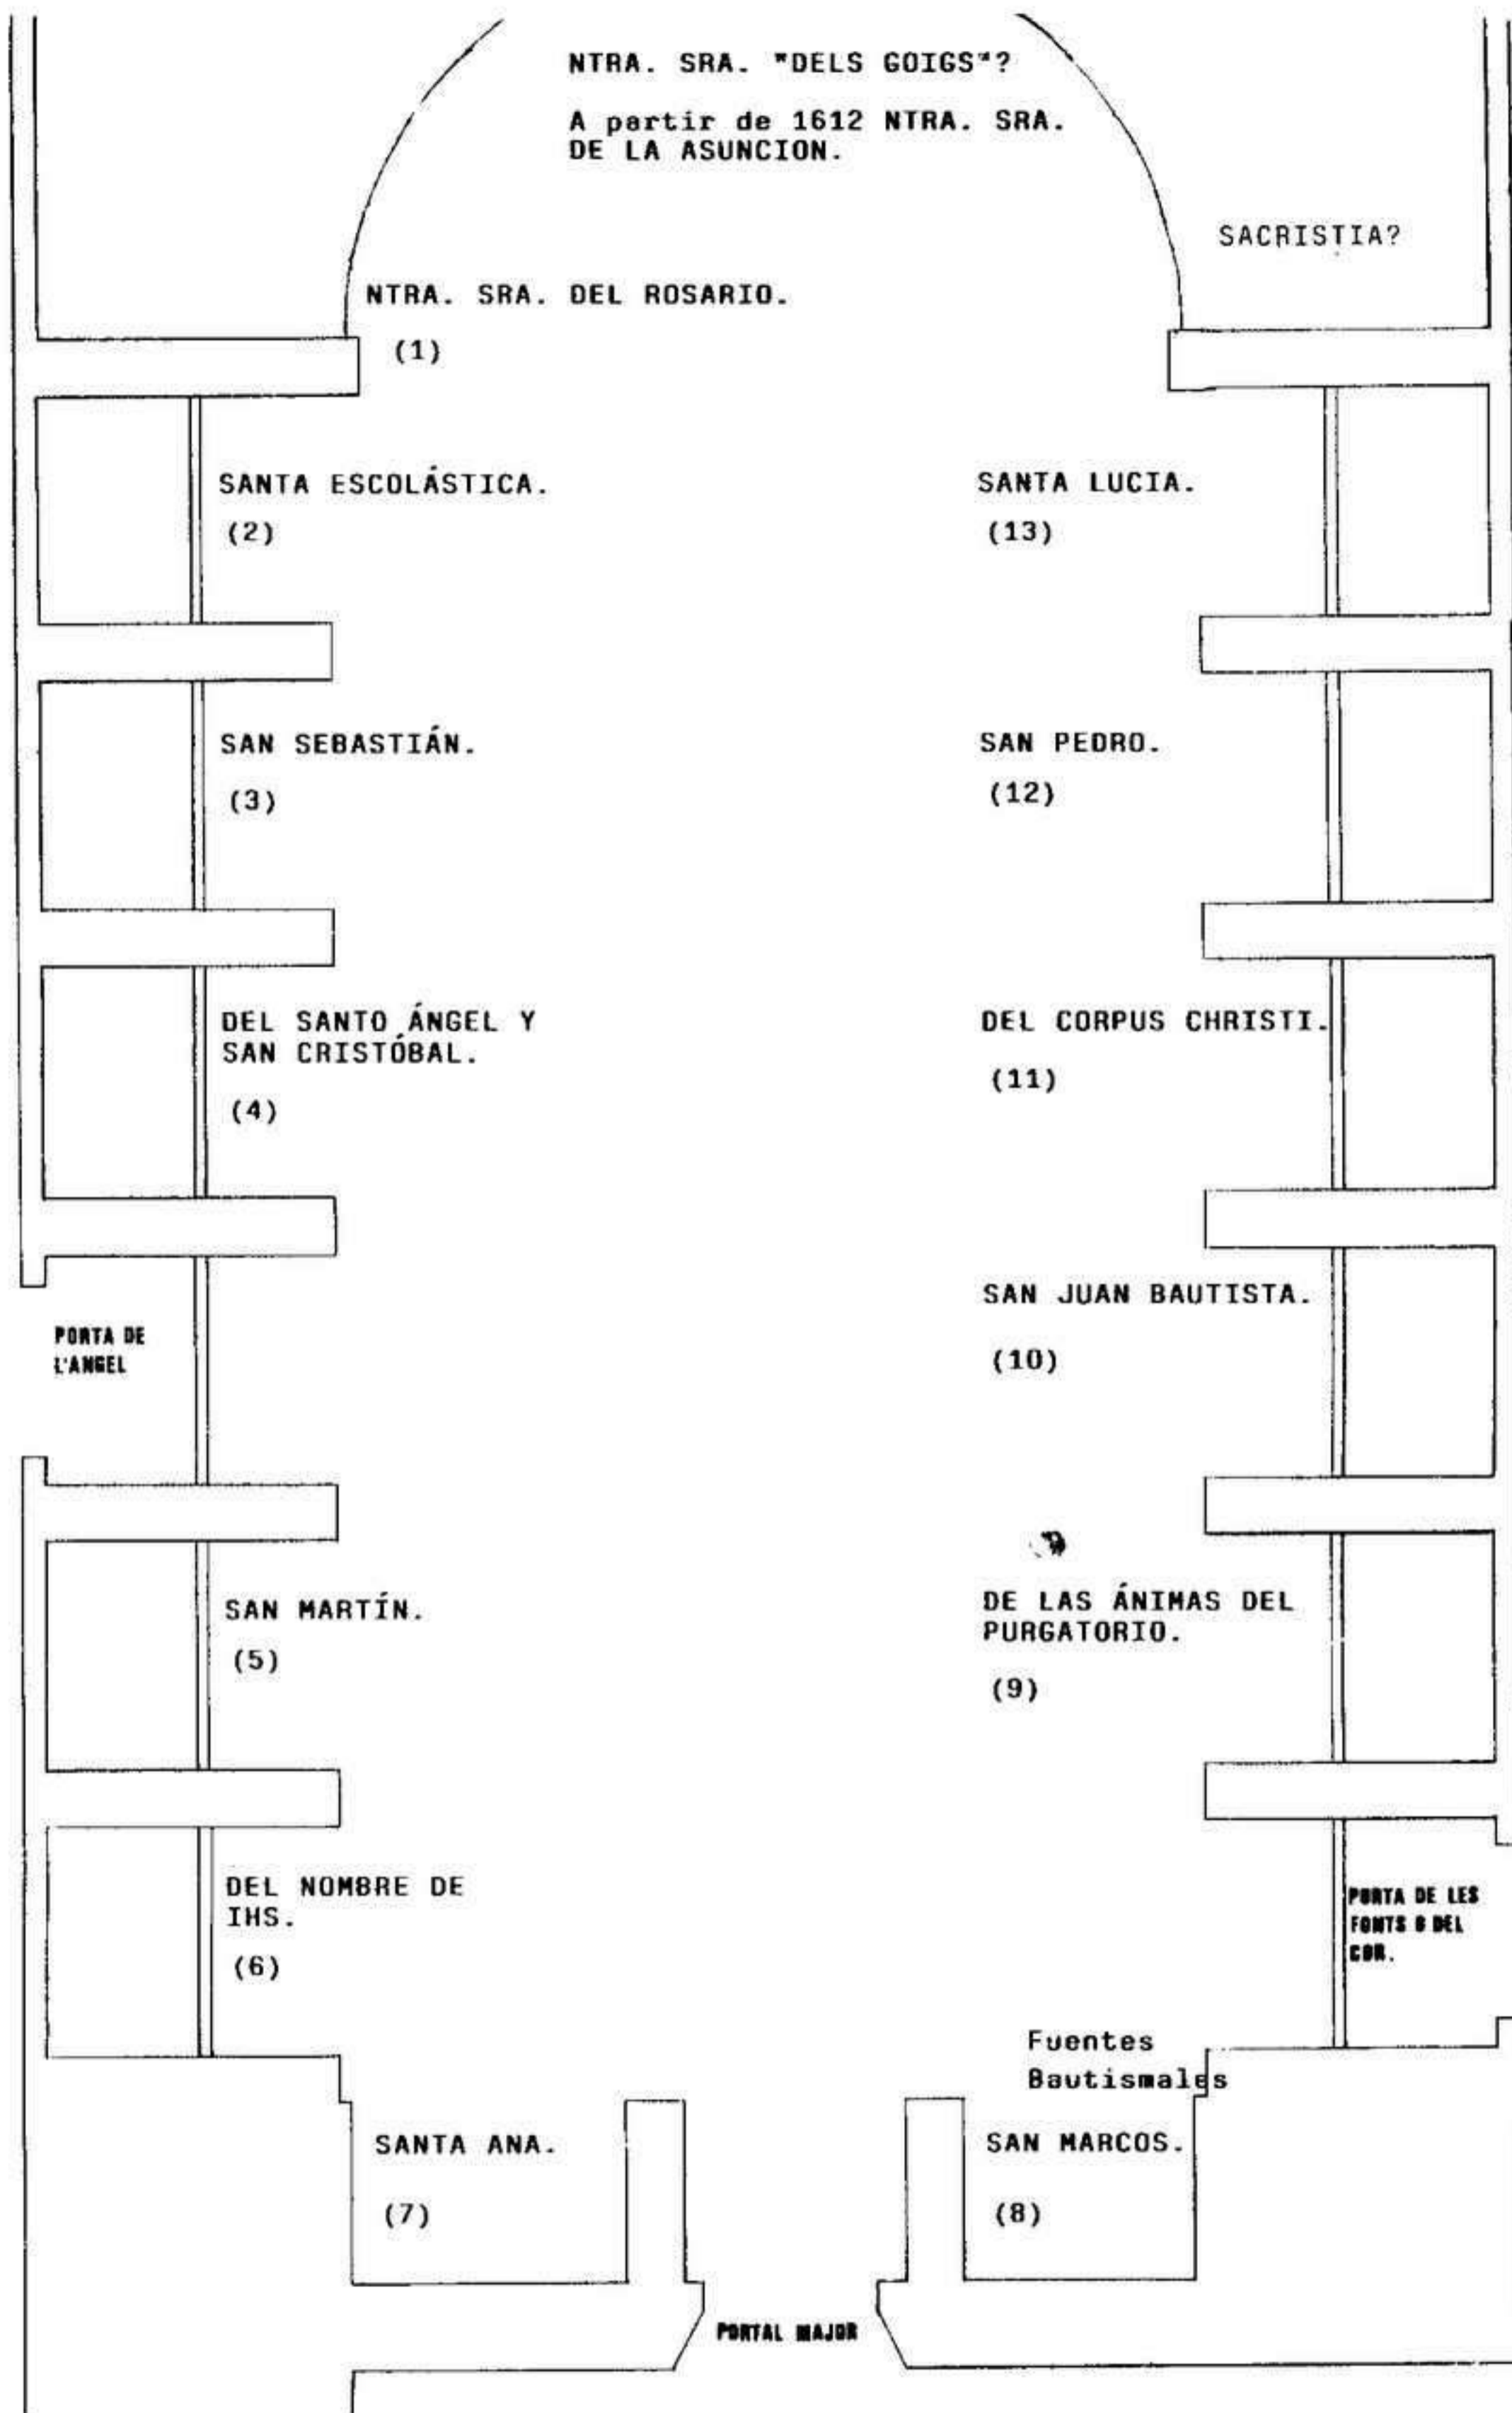 NTRA. SRA. "DELS GOIGS"?
A partir de 1612 NTRA. SRA.
DE LA ASUNCION.
SACRISTIA?
NTRA. SRA. DEL ROSARIO.
(1)
SANTA ESCOLÁSTICA.
(2)
SANTA LUCIA.
(13)
SAN SEBASTIÁN.
(3)
SAN PEDRO.
(12)
DEL SANTO ÁNGEL Y
SAN CRISTÓBAL.
(4)
DEL CORPUS CHRISTI.
(11)
SAN JUAN BAUTISTA.
(10)
PORTA DE
L'ANGEL
SAN MARTÍN.
(5)
DE LAS ÁNIMAS DEL
PURGATORIO.
(9)
DEL NOMBRE DE
IHS.
(6)
PORTA DE LES
FONTS O DEL
COR.
Fuentes
Bautismales
SANTA ANA.
(7)
SAN MARCOS.
(8)
PORTAL MAJOR